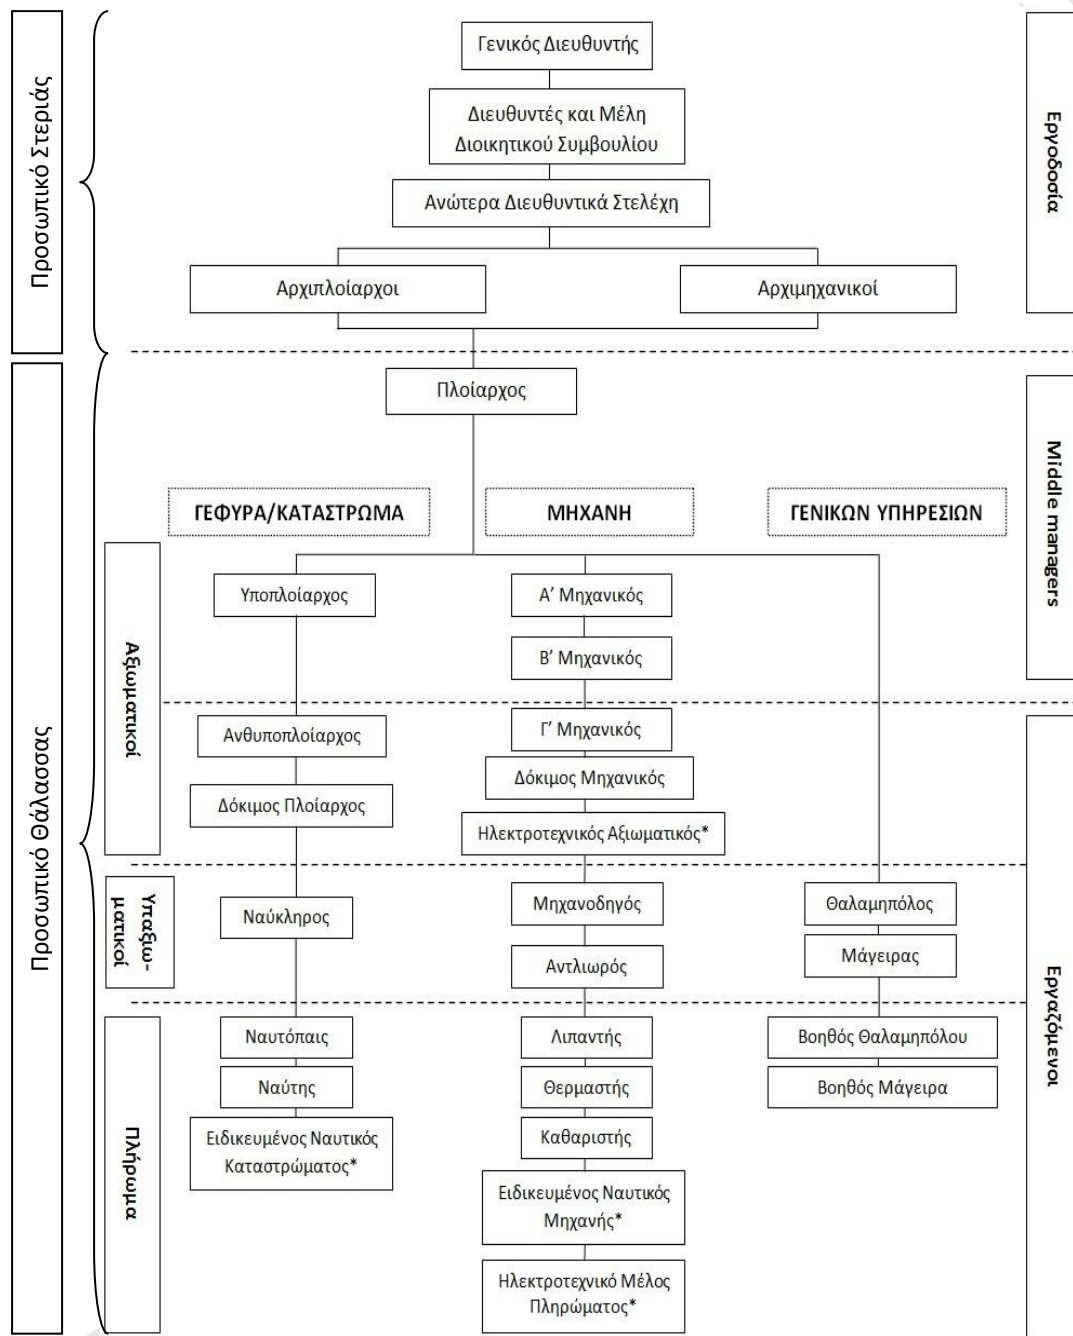 Προσωπικό Στεριάς
Γενικός Διευθυντής
Διευθυντές και Μέλη
Διοικητικού Συμβουλίου
Ανώτερα Διευθυντικά Στελέχη
Αρχιπλοίαρχοι
Αρχιμηχανικοί
Εργοδοσία
Προσωπικό Θάλασσας
Πλοίαρχος
Middle managers
ΓΕΦΥΡΑ/ΚΑΤΑΣΤΡΩΜΑ
ΜΗΧΑΝΗ
ΓΕΝΙΚΩΝ ΥΠΗΡΕΣΙΩΝ
Αξιωματικοί
Υποπλοίαρχος
Α' Μηχανικός
Β' Μηχανικός
Ανθυποπλοίαρχος
Γ' Μηχανικός
Δόκιμος Πλοίαρχος
Δόκιμος Μηχανικός
Ηλεκτροτεχνικός Αξιωματικός*
Εργαζόμενοι
Υπαξιω-
ματικοί
Ναύκληρος
Μηχανοδηγός
Θαλαμηπόλος
Αντλιωρός
Μάγειρας
Πλήρωμα
Ναυτόπαις
Λιπαντής
Βοηθός Θαλαμηπόλου
Ναύτης
Θερμαστής
Βοηθός Μάγειρα
Ειδικευμένος Ναυτικός
Καταστρώματος*
Καθαριστής
Ειδικευμένος Ναυτικός
Μηχανής*
Ηλεκτροτεχνικό Μέλος
Πληρώματος*